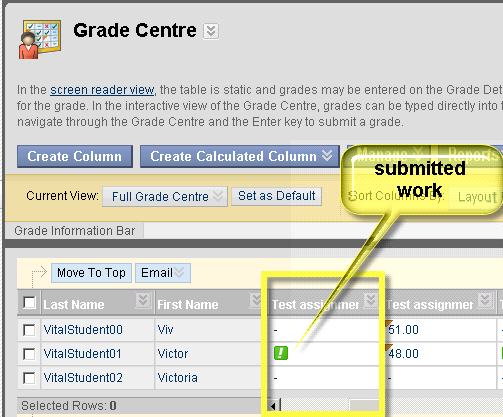 Grade Centre
In the screen reader view, the table is static and grades may be entered on the Grade Det
for the grade. In the interactive view of the Grade Centre, grades can be typed directly into t
navigate through the Grade Centre and the Enter key to submit a grade.
Create Column Create Calculated Column Manage Reports
submitted
work
Current View: Full Grade Centre Set as Default Sort Columns By: Layout
Grade Information Bar
Move To Top Email
Last Name First Name Test assignmer Test assignmer
VitalStudent00 Viv - 51.00
VitalStudent01 Victor ! 48.00
VitalStudent02 Victoria - -
Selected Rows: 0